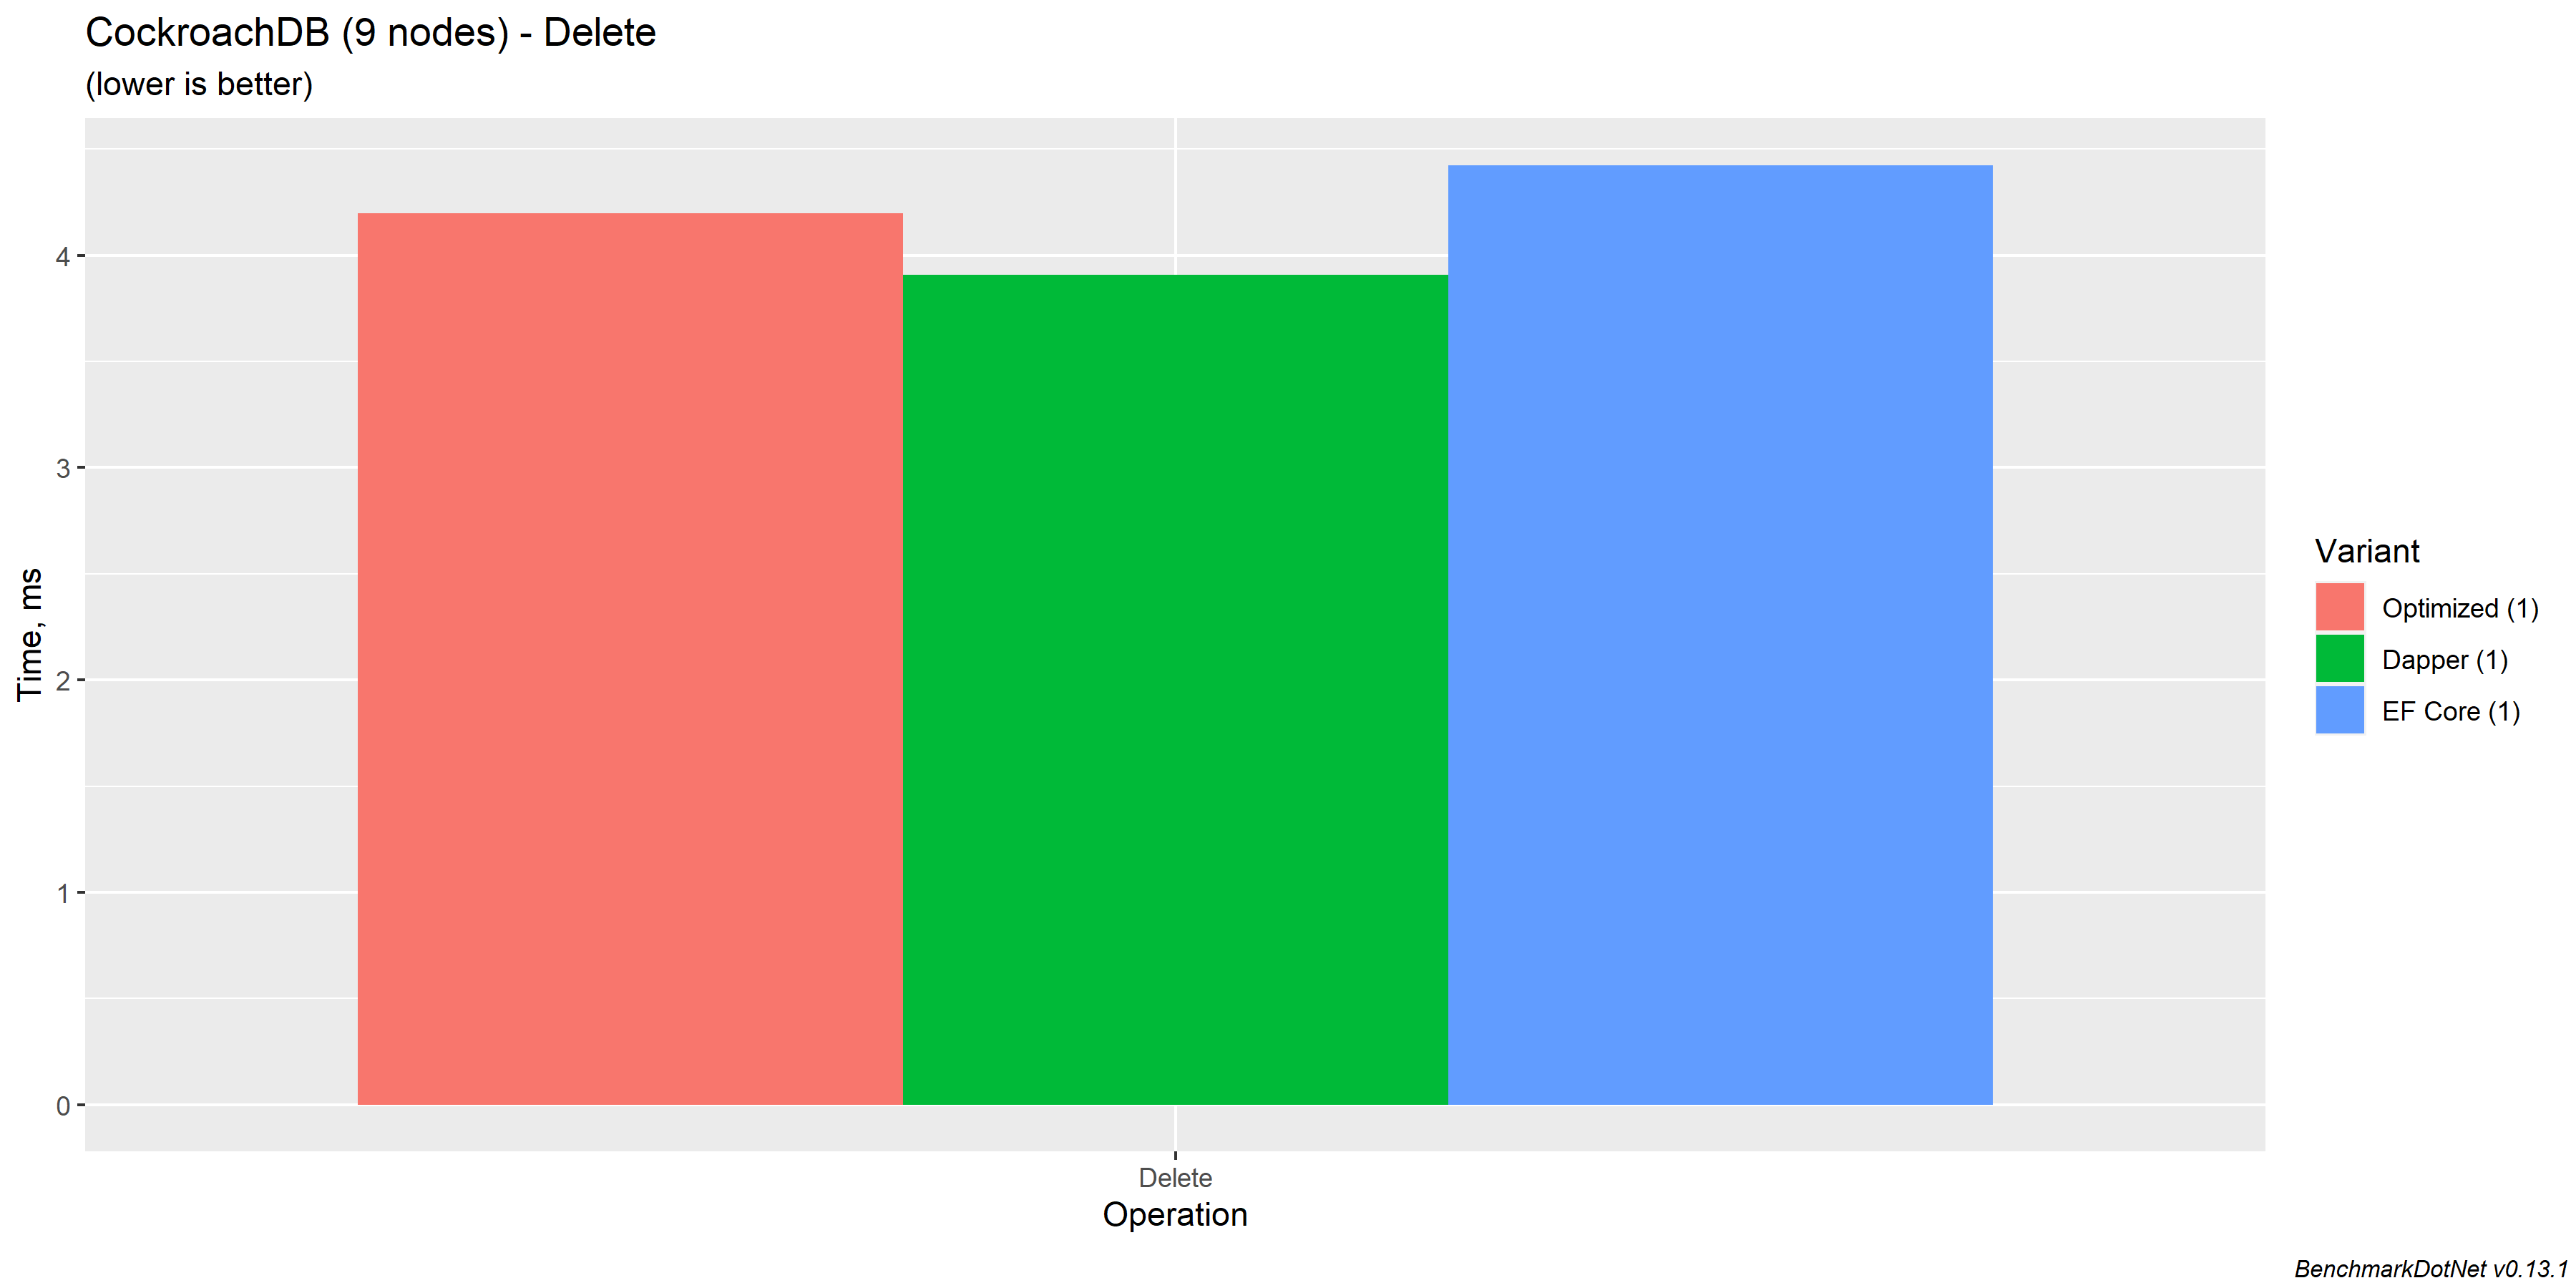 CockroachDB (9 nodes) - Delete
(lower is better)
Time, ms
4
3
2
1
0
Delete
Operation
Variant
Optimized (1)
Dapper (1)
EF Core (1)
BenchmarkDotNet v0.13.1